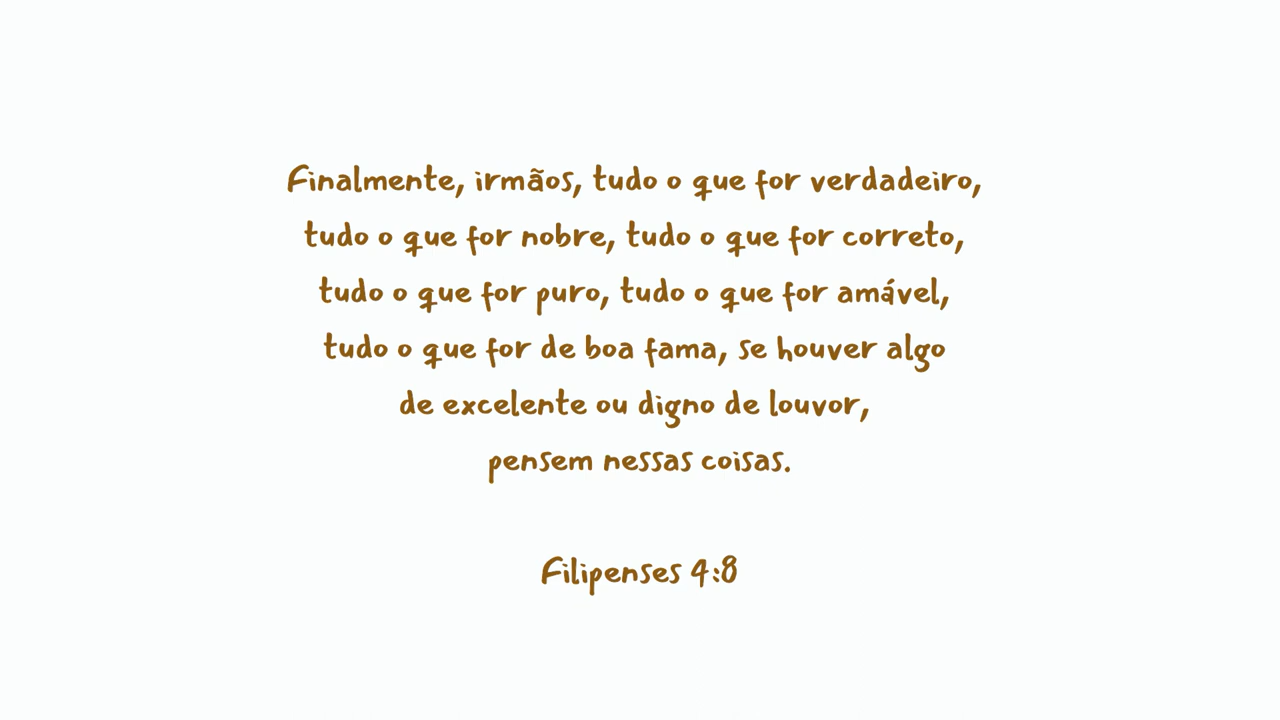 Finalmente, irmãos, tudo o que for verdadeiro,
tudo o que for nobre, tudo o que for correto,
tudo o que for puro, tudo o que for amável,
tudo o que for de boa fama, se houver algo
de excelente ou digno de louvor,
pensem nessas coisas.
Filipenses 4:8